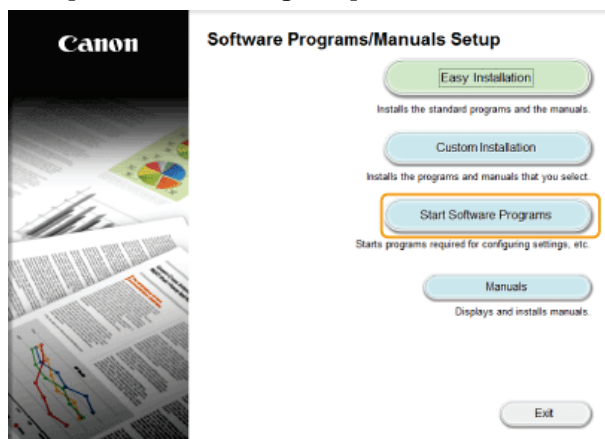 Canon
Software Programs/Manuals Setup
Easy Installation
Installs the standard programs and the manuals.
Custom Installation
Installs the programs and manuals that you select.
Start Software Programs
Starts programs required for configuring settings, etc.
Manuals
Displays and installs manuals.
Exit